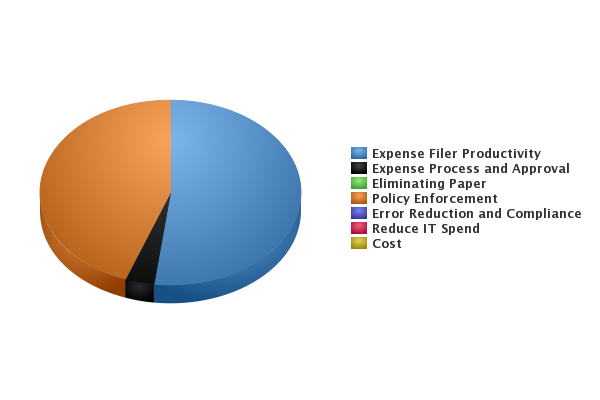 Expense Filer Productivity
Expense Process and Approval
Eliminating Paper
Policy Enforcement
Error Reduction and Compliance
Reduce IT Spend
Cost